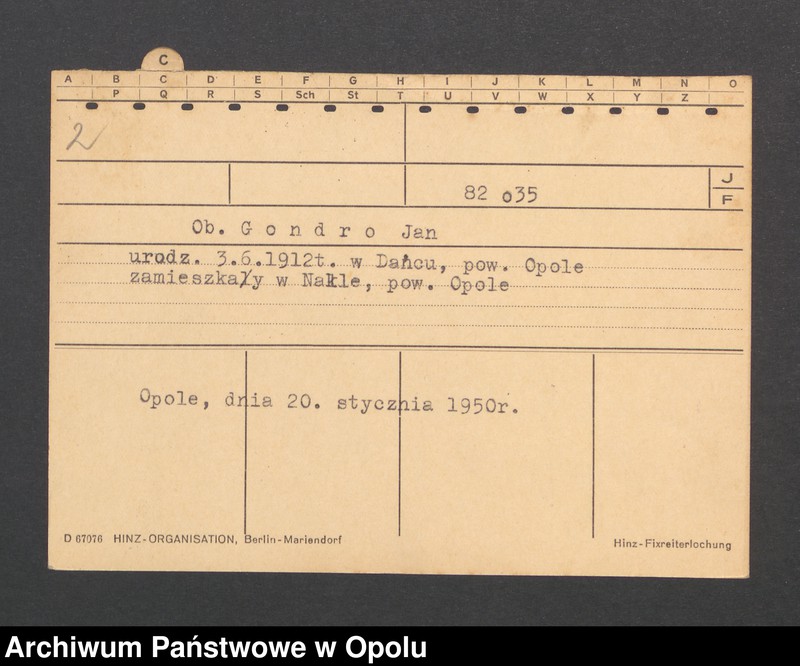 C
A B C D E F G H I J K L M N O
P Q R S Sch St T U V W X Y Z
2
82 035
J
F
Ob. G o n d r o Jan
urodz. 3.6.1912t. w Dańcu, pow. Opole
zamieszkały w Nakle, pow. Opole
Opole, dnia 20. stycznia 1950r.
D 67076 HINZ-ORGANISATION, Berlin-Mariendorf
Hinz-Fixreiterlochung
Archiwum Państwowe w Opolu